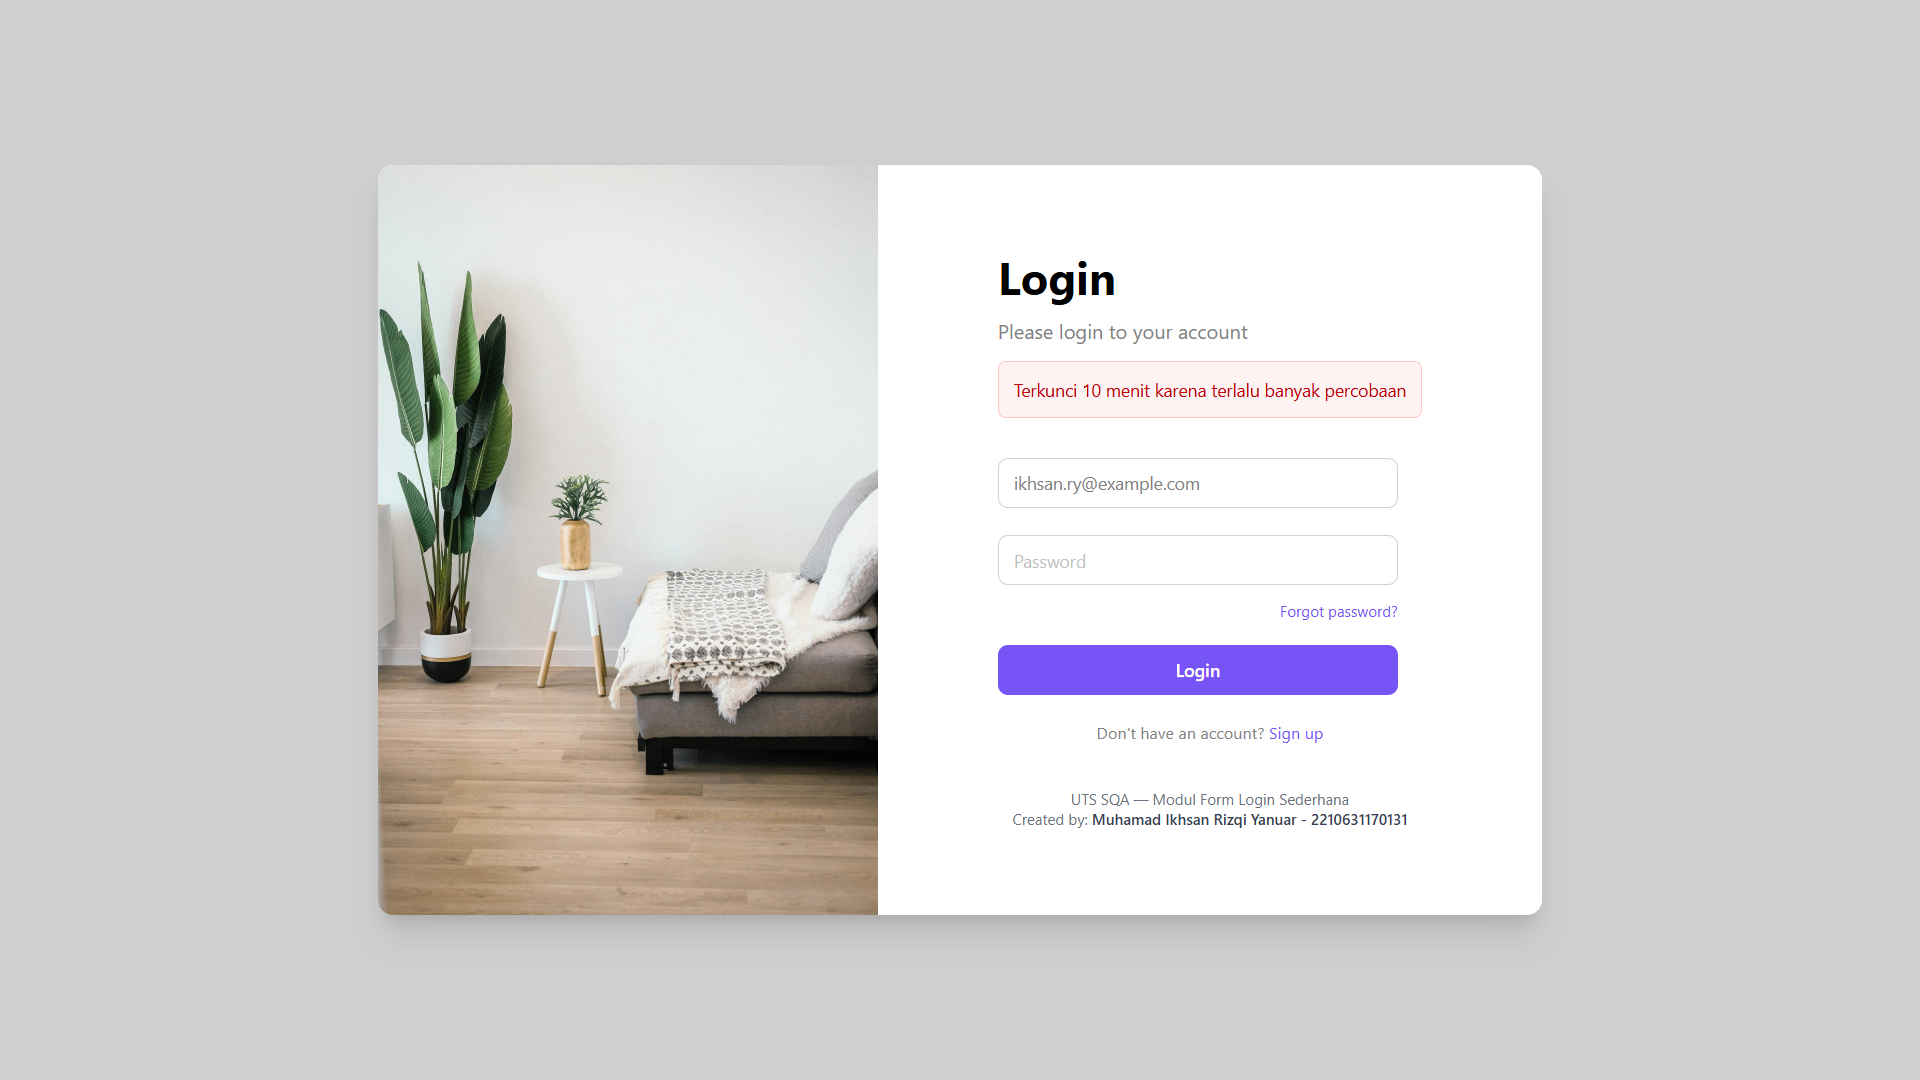 Login
Please login to your account
Terkunci 10 menit karena terlalu banyak percobaan
ikhsan.ry@example.com
Password
Forgot password?
Login
Don't have an account? Sign up
UTS SQA — Modul Form Login Sederhana
Created by: Muhamad Ikhsan Rizqi Yanuar - 2210631170131